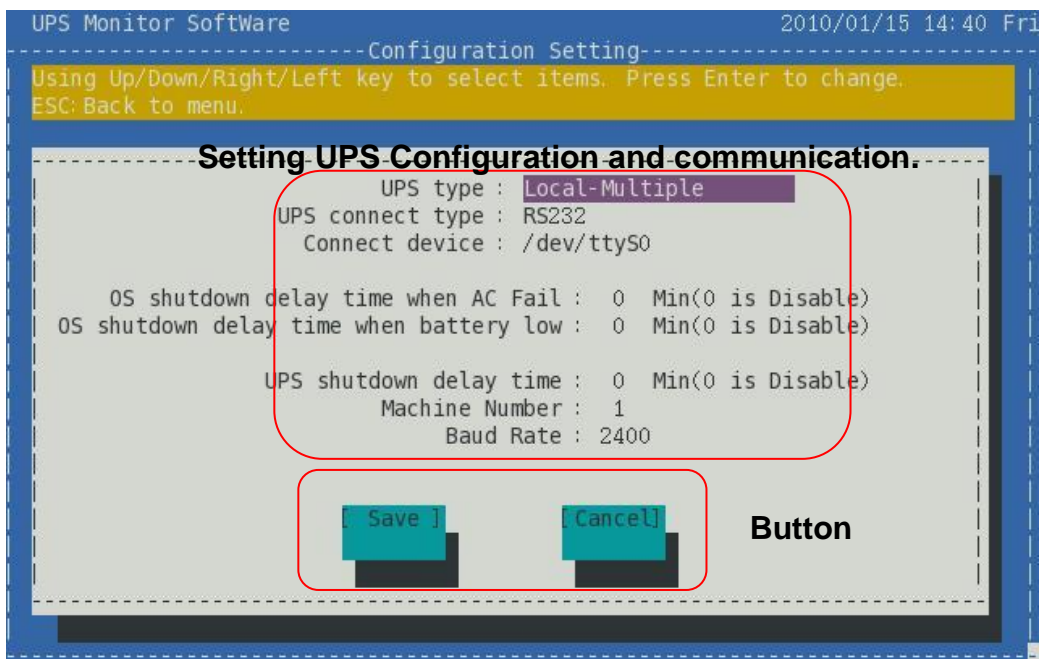 UPS Monitor SoftWare 2010/01/15 14:40 Fri
Configuration Setting
Using Up/Down/Right/Left key to select items. Press Enter to change.
ESC:Back to menu.
Setting UPS Configuration and communication.
UPS type : Local-Multiple
UPS connect type : RS232
Connect device : /dev/ttyS0
OS shutdown delay time when AC Fail : 0 Min(0 is Disable)
OS shutdown delay time when battery low : 0 Min(0 is Disable)
UPS shutdown delay time : 0 Min(0 is Disable)
Machine Number : 1
Baud Rate : 2400
[ Save ] [Cancel]
Button